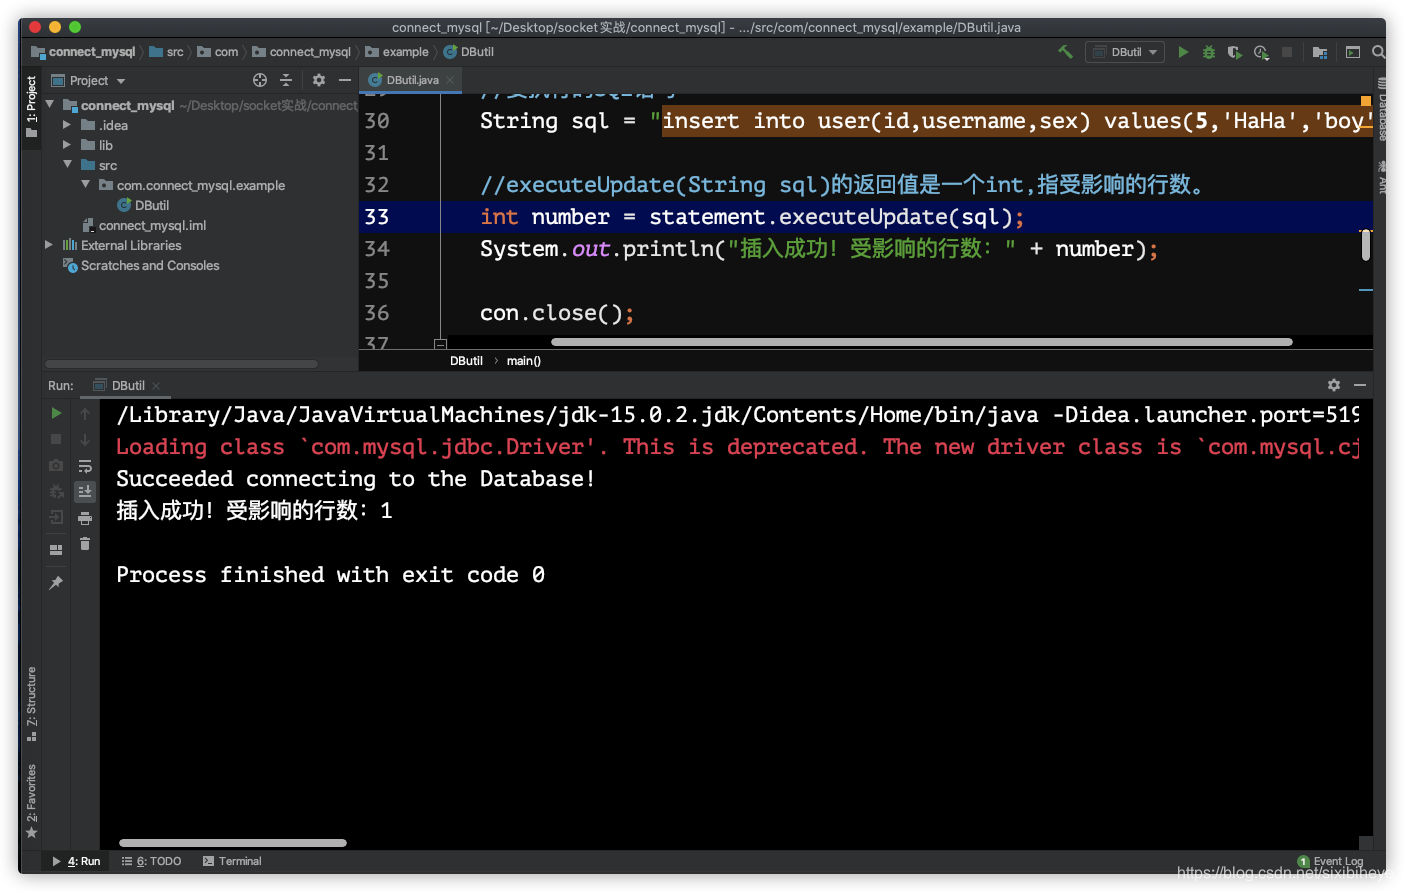 connect_mysql [~/Desktop/socket实战/connect_mysql] – .../src/com/connect_mysql/example/DButil.java
connect_mysql src com connect_mysql example DButil
DButil
Project
DButil.java
1: Project
connect_mysql ~/Desktop/socket实战/connect_
.idea
lib
src
com.connect_mysql.example
DButil
connect_mysql.iml
External Libraries
Scratches and Consoles
30 String sql = "insert into user(id,username,sex) values(5,'HaHa','boy'
31
32 //executeUpdate(String sql)的返回值是一个int,指受影响的行数。
33 int number = statement.executeUpdate(sql);
34 System.out.println("插入成功！受影响的行数：" + number);
35
36 con.close();
37
DButil main()
Database
Ant
Run: DButil
/Library/Java/JavaVirtualMachines/jdk-15.0.2.jdk/Contents/Home/bin/java -Didea.launcher.port=519
Loading class `com.mysql.jdbc.Driver'. This is deprecated. The new driver class is `com.mysql.cj
Succeeded connecting to the Database!
插入成功！受影响的行数：1
Process finished with exit code 0
7: Structure
2: Favorites
4: Run 6: TODO Terminal
1 Event Log